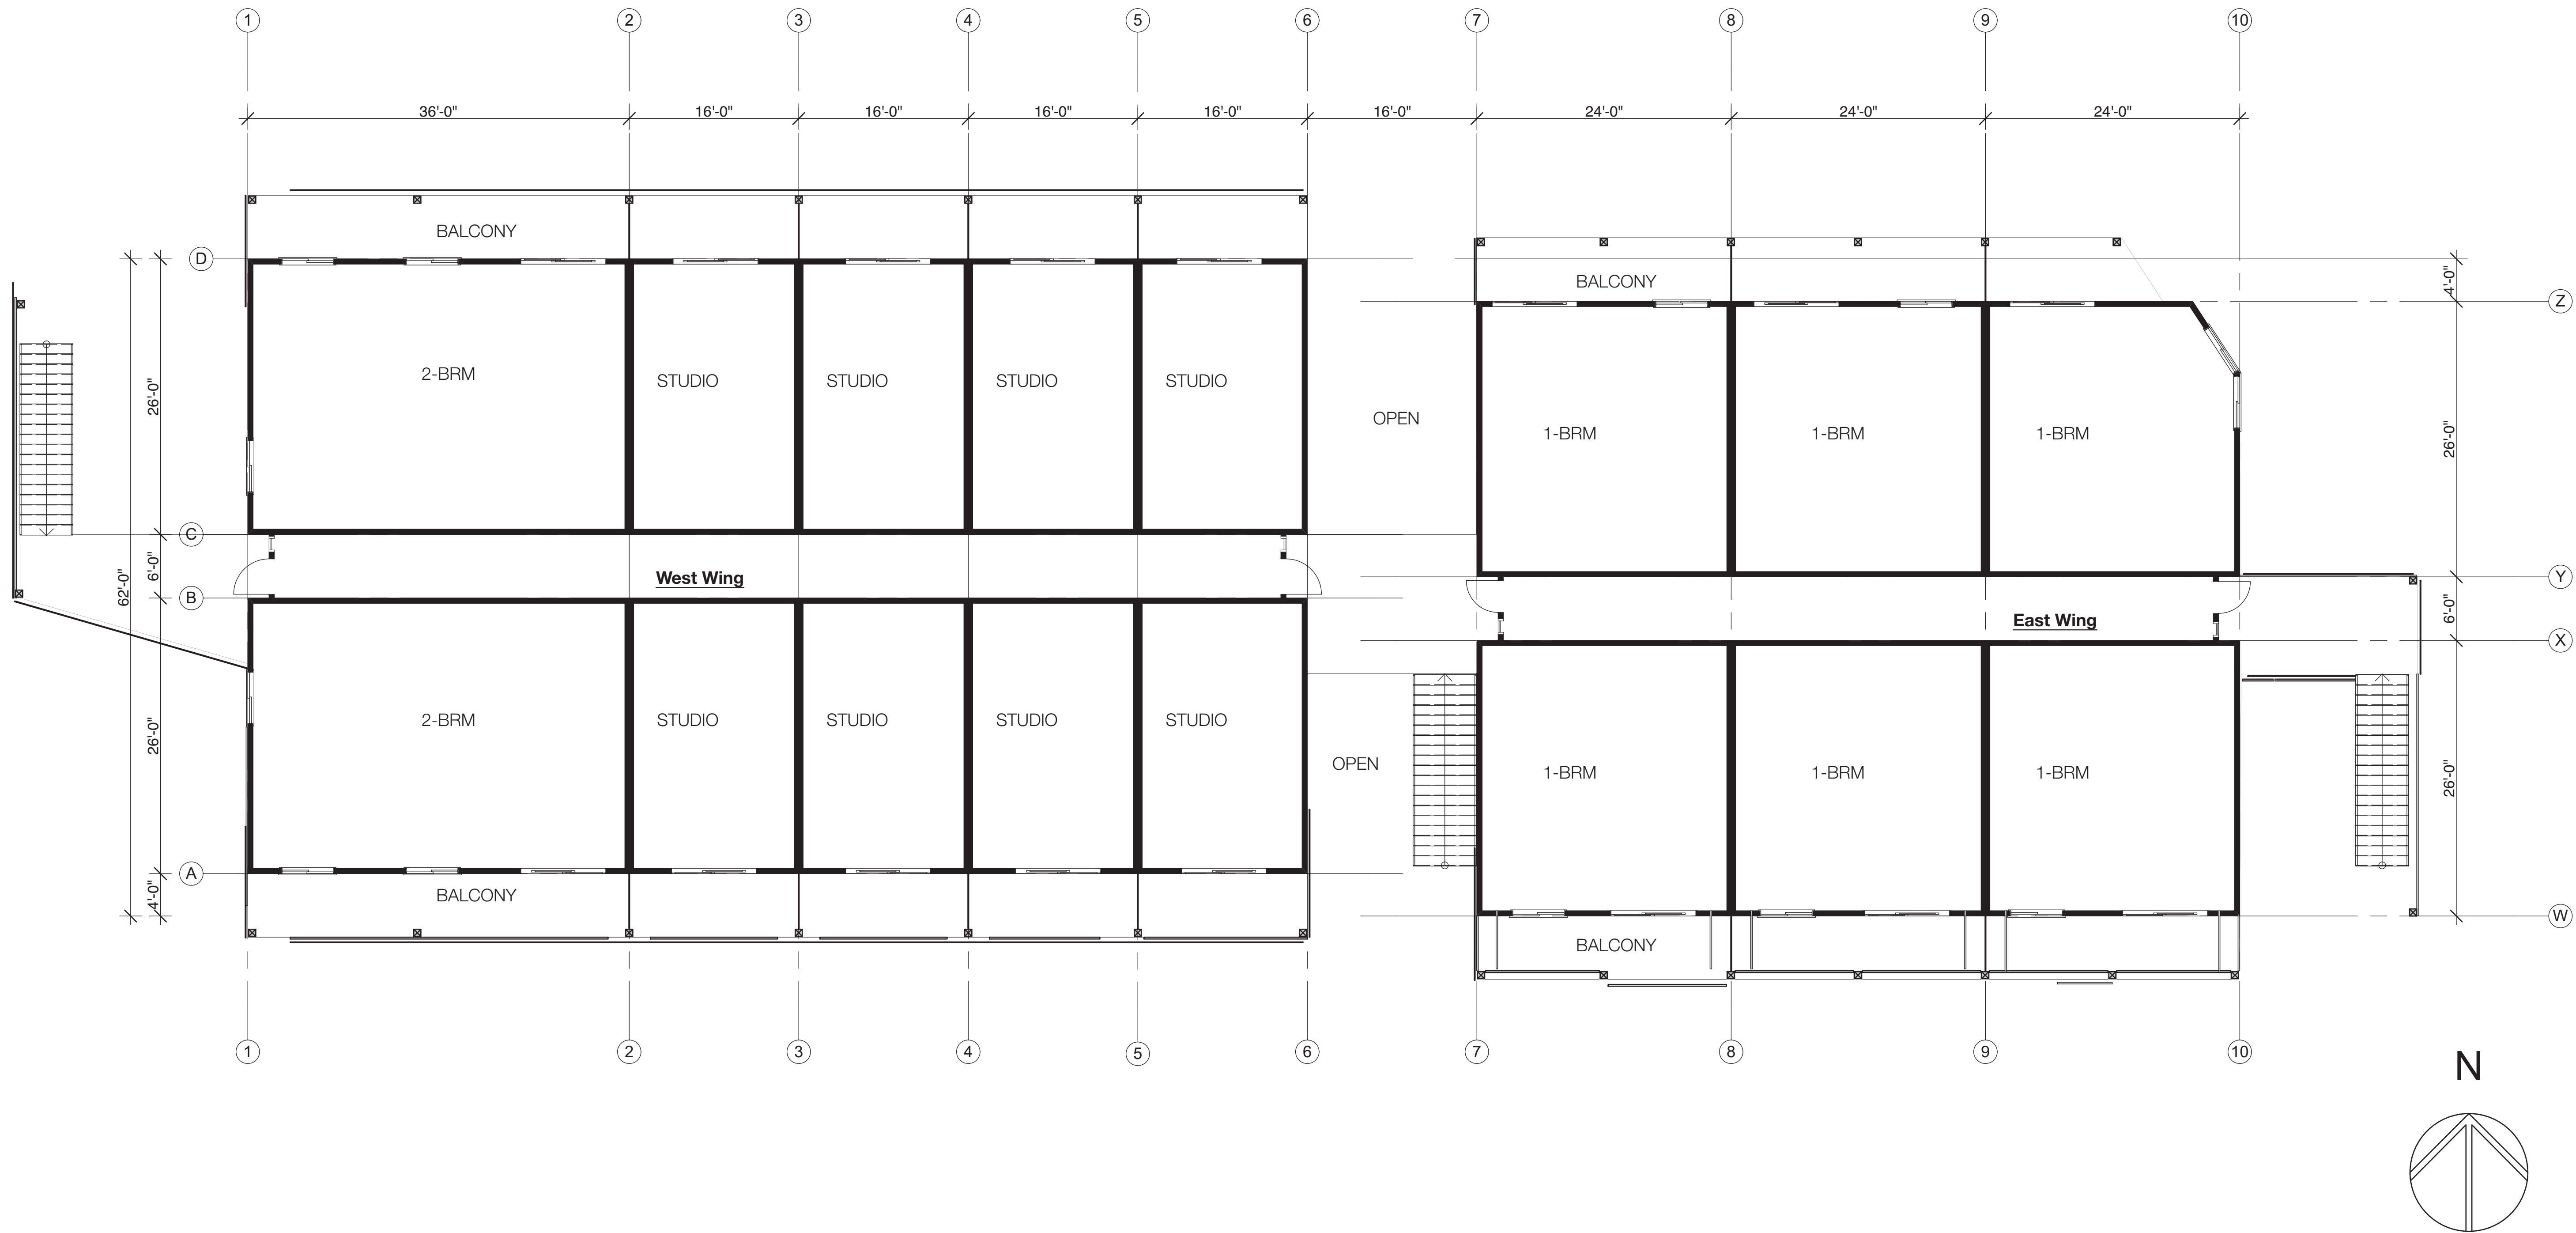 1 2 3 4 5 6 7 8 9 10
36'-0" 16'-0" 16'-0" 16'-0" 16'-0" 16'-0" 24'-0" 24'-0" 24'-0"
BALCONY
D
4'-0"
BALCONY
Z
2-BRM
STUDIO STUDIO STUDIO STUDIO
26'-0"
OPEN
1-BRM 1-BRM 1-BRM
26'-0"
C
6'-0"
62'-0"
West Wing
Y
B
6'-0"
East Wing
X
2-BRM
STUDIO STUDIO STUDIO STUDIO
26'-0"
OPEN
1-BRM 1-BRM 1-BRM
26'-0"
A
4'-0"
BALCONY
W
BALCONY
1 2 3 4 5 6 7 8 9 10
N